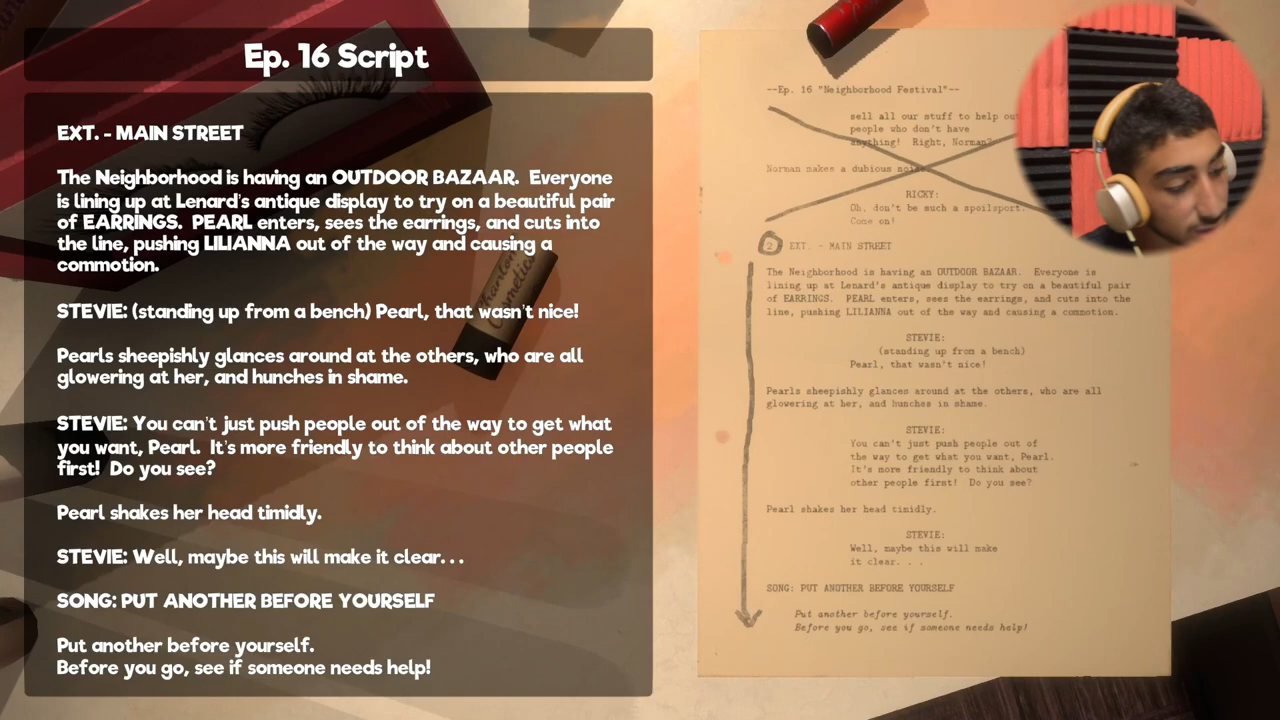 Ep. 16 Script
EXT. - MAIN STREET
The Neighborhood is having an OUTDOOR BAZAAR.  Everyone
is lining up at Lenard's antique display to try on a beautiful pair
of EARRINGS.  PEARL enters, sees the earrings, and cuts into
the line, pushing LILIANNA out of the way and causing a
commotion.
STEVIE: (standing up from a bench) Pearl, that wasn't nice!
Pearls sheepishly glances around at the others, who are all
glowering at her, and hunches in shame.
STEVIE: You can't just push people out of the way to get what
you want, Pearl.  It's more friendly to think about other people
first!  Do you see?
Pearl shakes her head timidly.
STEVIE: Well, maybe this will make it clear. . .
SONG: PUT ANOTHER BEFORE YOURSELF
Put another before yourself.
Before you go, see if someone needs help!
Chanton
Cosmetics
--Ep. 16 "Neighborhood Festival"--
sell all our stuff to help out
people who don't have
anything!  Right, Norman?
Norman makes a dubious noise.
RICKY:
Oh, don't be such a spoilsport.
Come on!
2 EXT. - MAIN STREET
The Neighborhood is having an OUTDOOR BAZAAR.  Everyone is
lining up at Lenard's antique display to try on a beautiful pair
of EARRINGS.  PEARL enters, sees the earrings, and cuts into the
line, pushing LILIANNA out of the way and causing a commotion.
STEVIE:
(standing up from a bench)
Pearl, that wasn't nice!
Pearls sheepishly glances around at the others, who are all
glowering at her, and hunches in shame.
STEVIE:
You can't just push people out of
the way to get what you want, Pearl.
It's more friendly to think about
other people first!  Do you see?
Pearl shakes her head timidly.
STEVIE:
Well, maybe this will make
it clear. . .
SONG: PUT ANOTHER BEFORE YOURSELF
Put another before yourself.
Before you go, see if someone needs help!